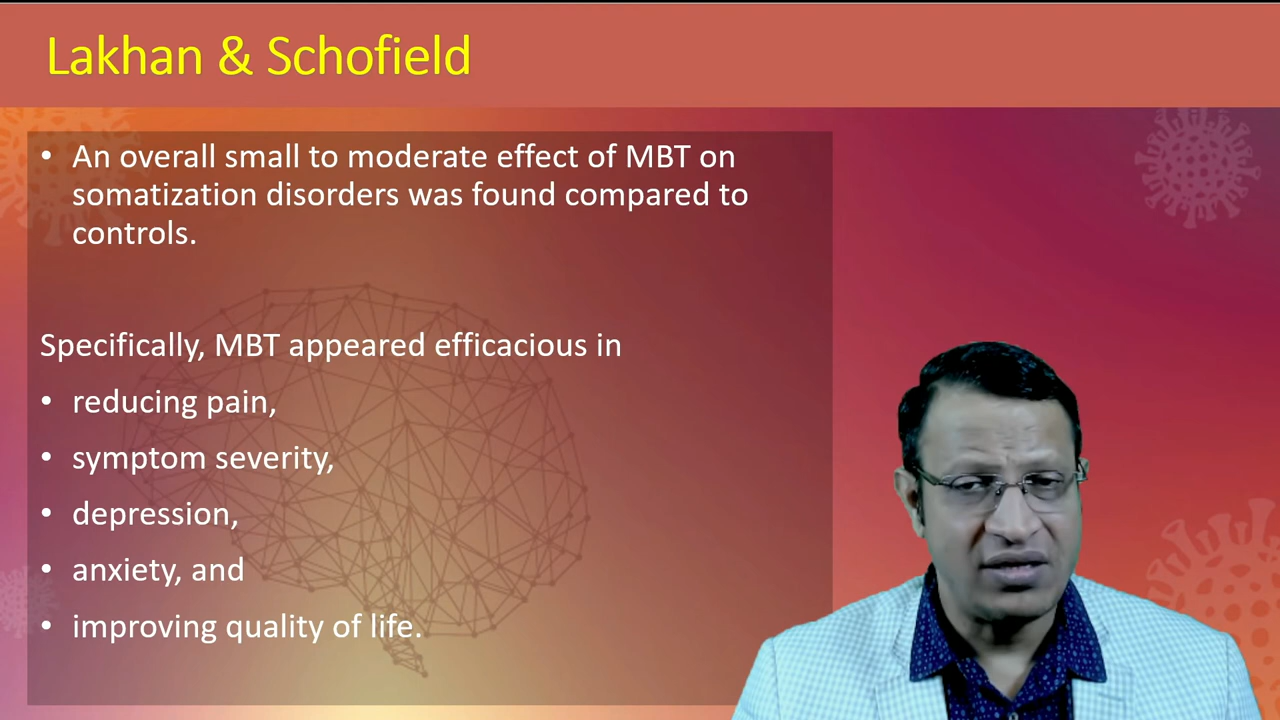 Lakhan & Schofield
• An overall small to moderate effect of MBT on
somatization disorders was found compared to
controls.
Specifically, MBT appeared efficacious in
• reducing pain,
• symptom severity,
• depression,
• anxiety, and
• improving quality of life.